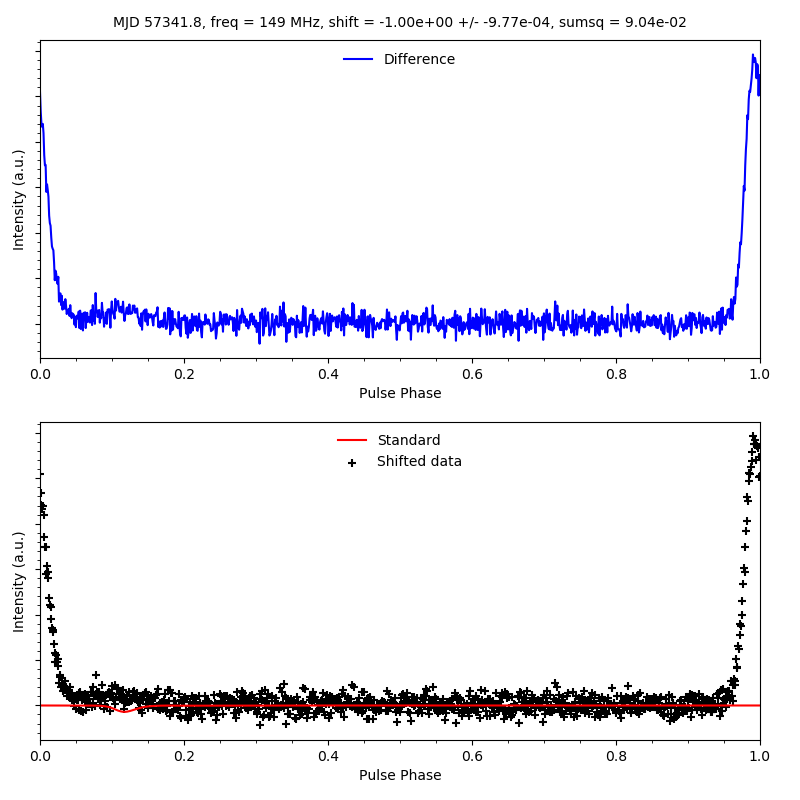 MJD 57341.8, freq = 149 MHz, shift = -1.00e+00 +/- -9.77e-04, sumsq = 9.04e-02
Difference
Intensity (a.u.)
0.0 0.2 0.4 0.6 0.8 1.0
Pulse Phase
Standard
Shifted data
Intensity (a.u.)
0.0 0.2 0.4 0.6 0.8 1.0
Pulse Phase